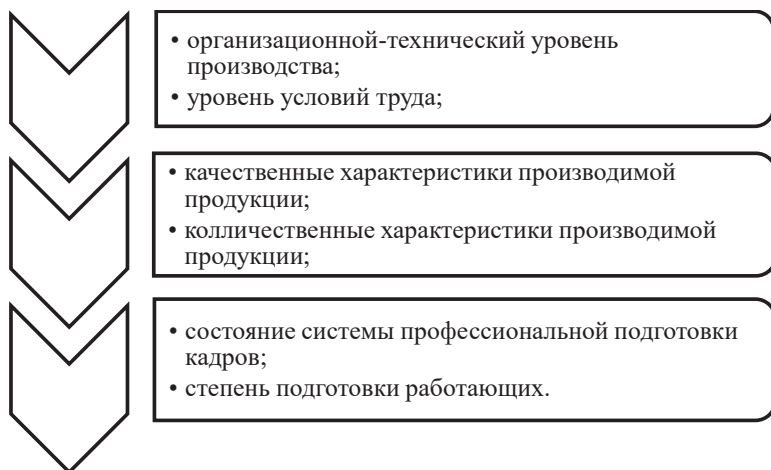 • организационной-технический уровень
производства;
• уровень условий труда;
• качественные характеристики производимой
продукции;
• колличественные характеристики производимой
продукции;
• состояние системы профессиональной подготовки
кадров;
• степень подготовки работающих.